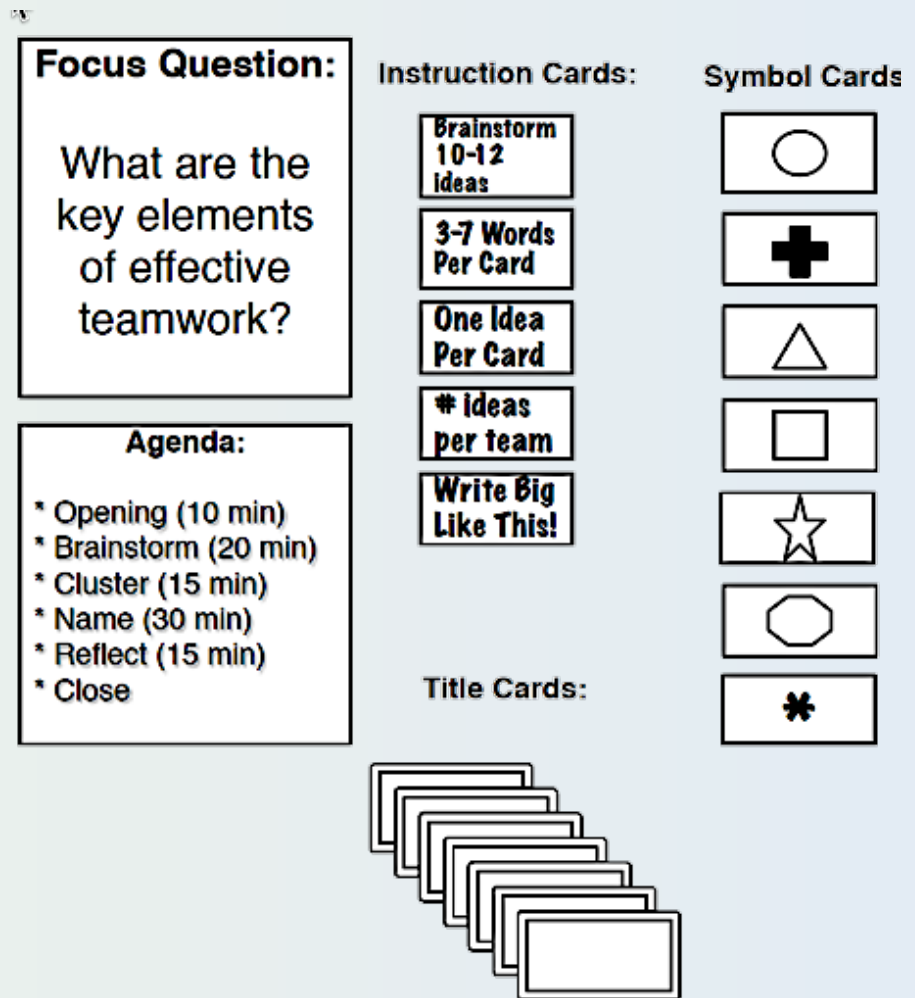 Focus Question:
What are the
key elements
of effective
teamwork?
Agenda:
* Opening (10 min)
* Brainstorm (20 min)
* Cluster (15 min)
* Name (30 min)
* Reflect (15 min)
* Close
Instruction Cards:
Brainstorm
10-12
ideas
3-7 Words
Per Card
One Idea
Per Card
# ideas
per team
Write Big
Like This!
Title Cards:
Symbol Cards